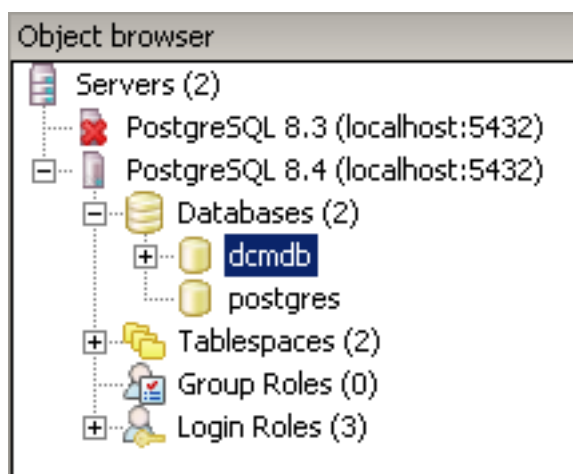 Object browser
Servers (2)
PostgreSQL 8.3 (localhost:5432)
PostgreSQL 8.4 (localhost:5432)
Databases (2)
dcmdb
postgres
Tablespaces (2)
Group Roles (0)
Login Roles (3)